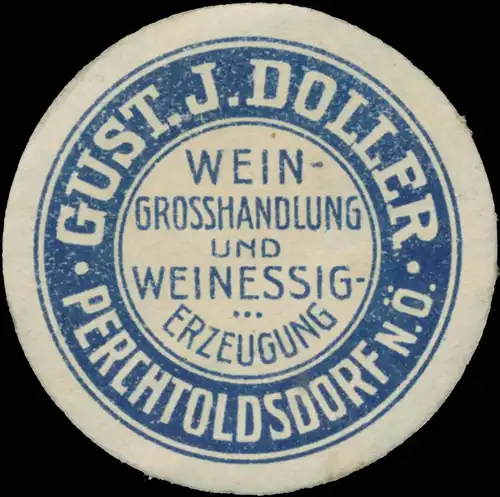 GUST. J. DOLLER
WEIN-
GROSSHANDLUNG
UND
WEINESSIG-
ERZEUGUNG
PERCHTOLDSDORF N.Ö.